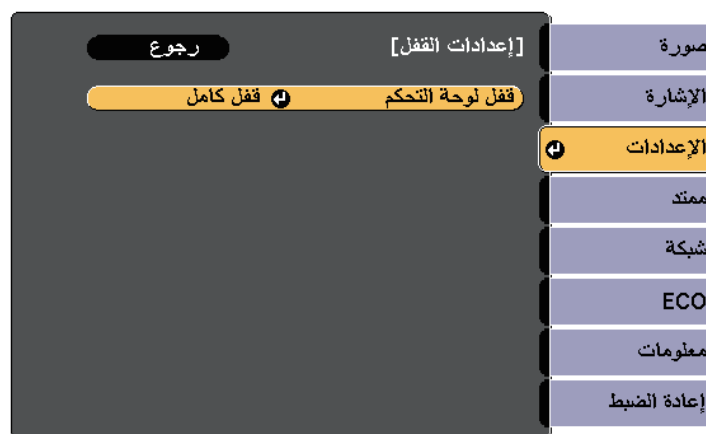 صورة
الإشارة
الإعدادات
ممتد
شبكة
ECO
معلومات
إعادة الضبط
[إعدادات القفل] رجوع
قفل لوحة التحكم قفل كامل